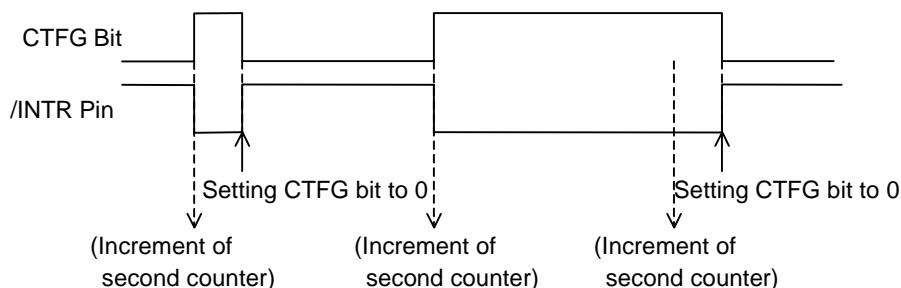 CTFG Bit
/INTR Pin
Setting CTFG bit to 0
Setting CTFG bit to 0
(Increment of
second counter)
(Increment of
second counter)
(Increment of
second counter)